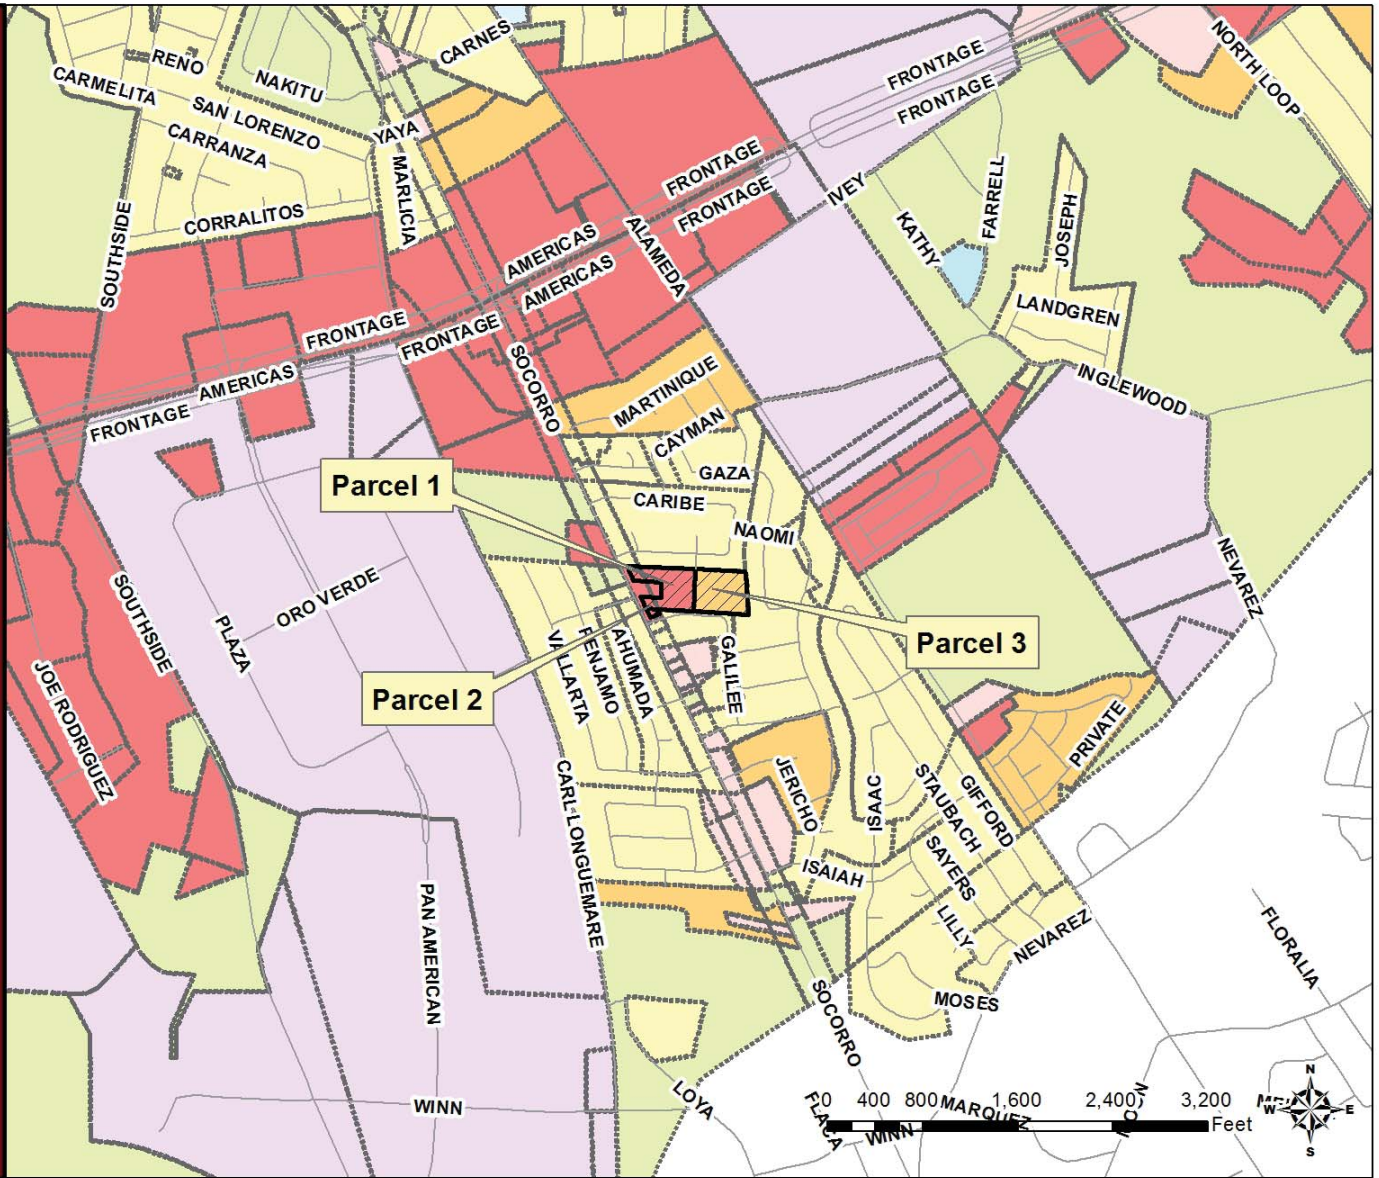 CARNES
RENO
NAKITU
CARMELITA
SAN LORENZO
CARRANZA
YAYA
MARLICIA
CORRALITOS
SOUTHSIDE
FRONTAGE
FRONTAGE
NORTH LOOP
FRONTAGE
FRONTAGE
IVEY
ALAMEDA
AMERICAS
AMERICAS
KATHY
FARRELL
JOSEPH
LANDGREN
INGLEWOOD
FRONTAGE
FRONTAGE
AMERICAS
FRONTAGE
SOCORRO
MARTINIQUE
CAYMAN
GAZA
CARIBE
NAOMI
Parcel 1
NEVAREZ
ORO VERDE
PLAZA
SOUTHSIDE
JOE RODRIGUEZ
VALLARTA
PENJAMO
AHUMADA
GALILEE
Parcel 3
Parcel 2
PRIVATE
CARL LONGUEMARE
JERICHO
ISAAC
STAUBACH
GIFFORD
SAYERS
ISAIAH
LILLY
NEVAREZ
PAN AMERICAN
FLORALIA
MOSES
SOCORRO
WINN
LOYA
FLACA
WINN
MARQUEZ
0 400 800 1,600 2,400 3,200
Feet
N
W E
S